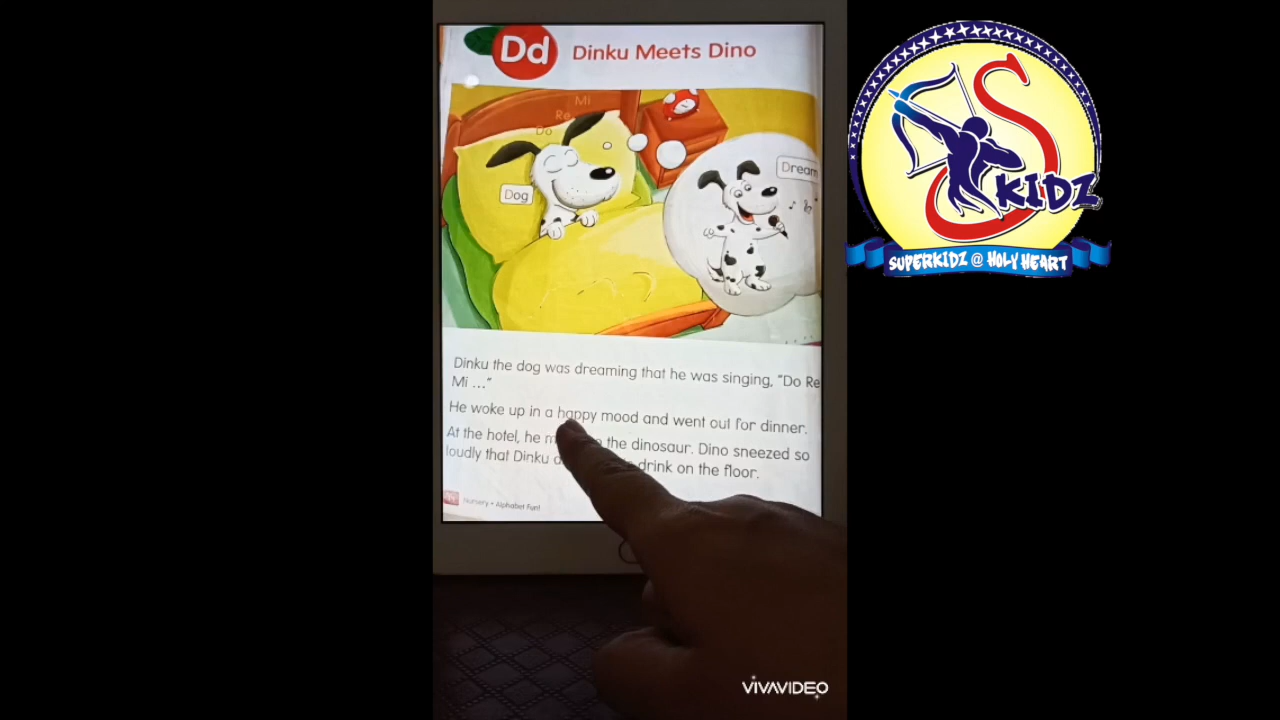 Dd Dinku Meets Dino
Mi
Re
Do
Dog
Dream
Dinku the dog was dreaming that he was singing, "Do Re
Mi ..."
He woke up in a happy mood and went out for dinner.
At the hotel, he the dinosaur. Dino sneezed so
loudly that Dinku drink on the floor.
Nursery • Alphabet Fun!
S KIDZ
SUPERKIDZ @ HOLY HEART
VIVAVIDEO